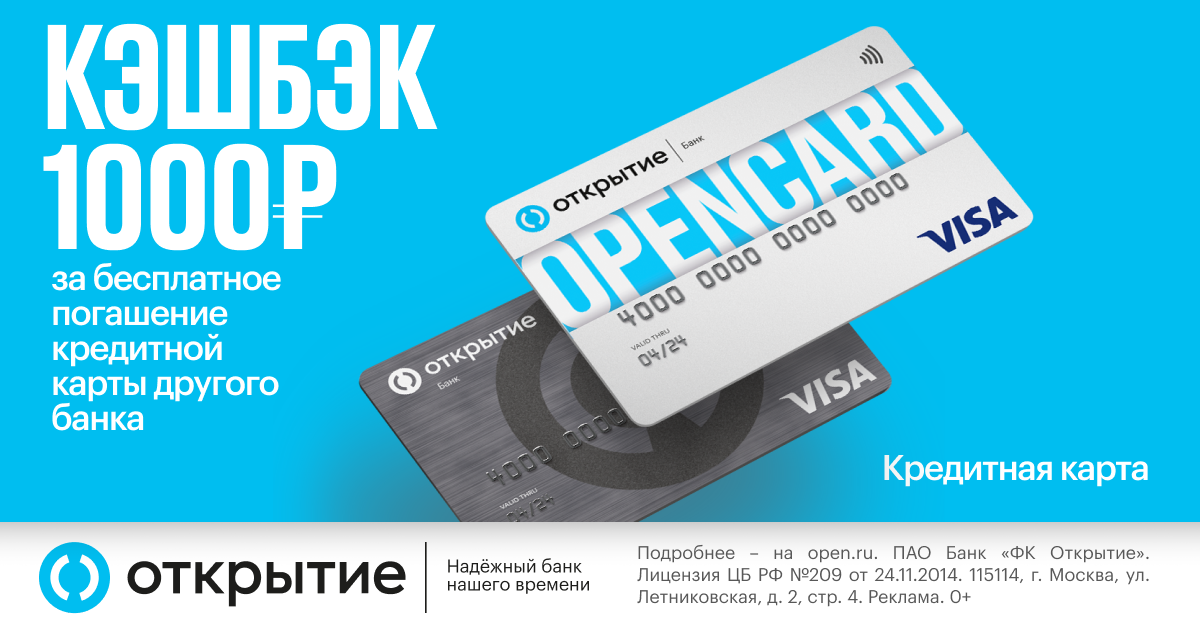 КЭШБЭК
1000₽
за бесплатное
погашение
кредитной
карты другого
банка
открытие Банк
OPENCARD
4000 0000 0000 0000
VALID THRU
04/24
VISA
открытие
Банк
VISA
4000 0000
VALID THRU
04/24
Кредитная карта
открытие
Надёжный банк
нашего времени
Подробнее – на open.ru. ПАО Банк «ФК Открытие».
Лицензия ЦБ РФ №209 от 24.11.2014. 115114, г. Москва, ул.
Летниковская, д. 2, стр. 4. Реклама. 0+